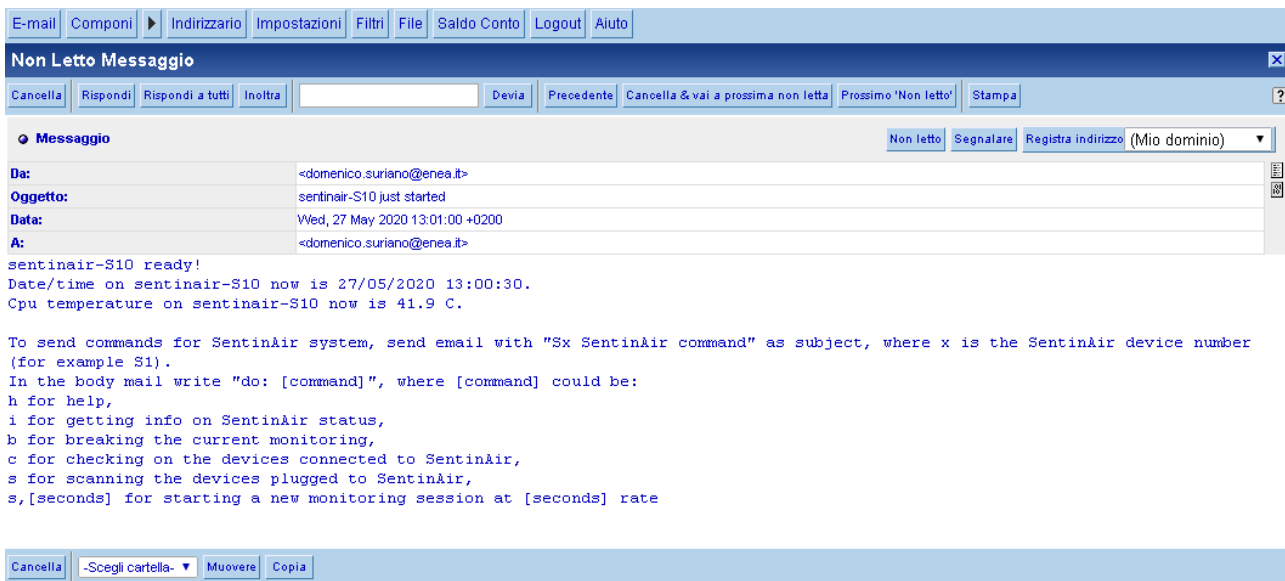 E-mail Componi Indirizzario Impostazioni Filtri File Saldo Conto Logout Aiuto
Non Letto Messaggio
Cancella Rispondi Rispondi a tutti Inoltra Devia Precedente Cancella & vai a prossima non letta Prossimo 'Non letto' Stampa ?
Messaggio Non letto Segnalare Registra indirizzo (Mio dominio)
Da: <domenico.suriano@enea.it>
Oggetto: sentinair-S10 just started
Data: Wed, 27 May 2020 13:01:00 +0200
A: <domenico.suriano@enea.it>
sentinair-S10 ready!
Date/time on sentinair-S10 now is 27/05/2020 13:00:30.
Cpu temperature on sentinair-S10 now is 41.9 C.
To send commands for SentinAir system, send email with "Sx SentinAir command" as subject, where x is the SentinAir device number
(for example S1).
In the body mail write "do: [command]", where [command] could be:
h for help,
i for getting info on SentinAir status,
b for breaking the current monitoring,
c for checking on the devices connected to SentinAir,
s for scanning the devices plugged to SentinAir,
s,[seconds] for starting a new monitoring session at [seconds] rate
Cancella -Scegli cartella- Muovere Copia